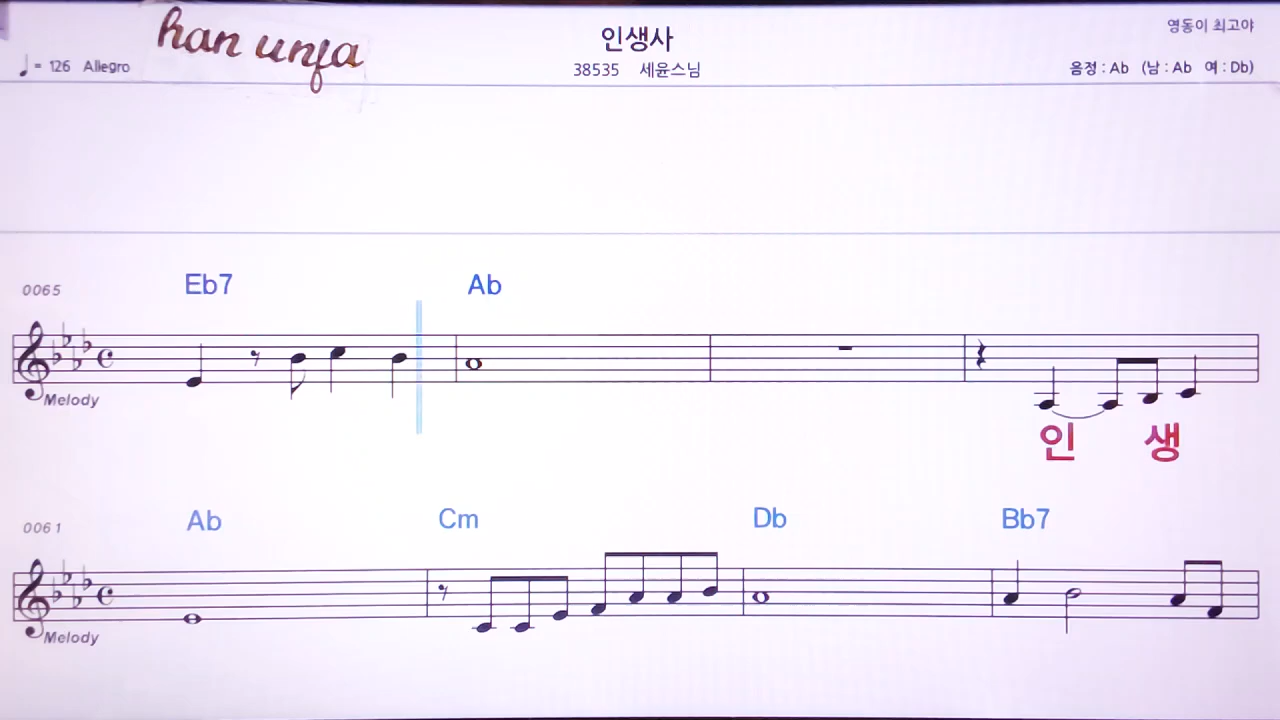 han unja
인생사
영동이 최고야
♩= 126 Allegro
38535 세윤스님
음정 : Ab (남 : Ab 여 : Db)
0065
Eb7 Ab
Melody
인 생
0061
Ab Cm Db Bb7
Melody